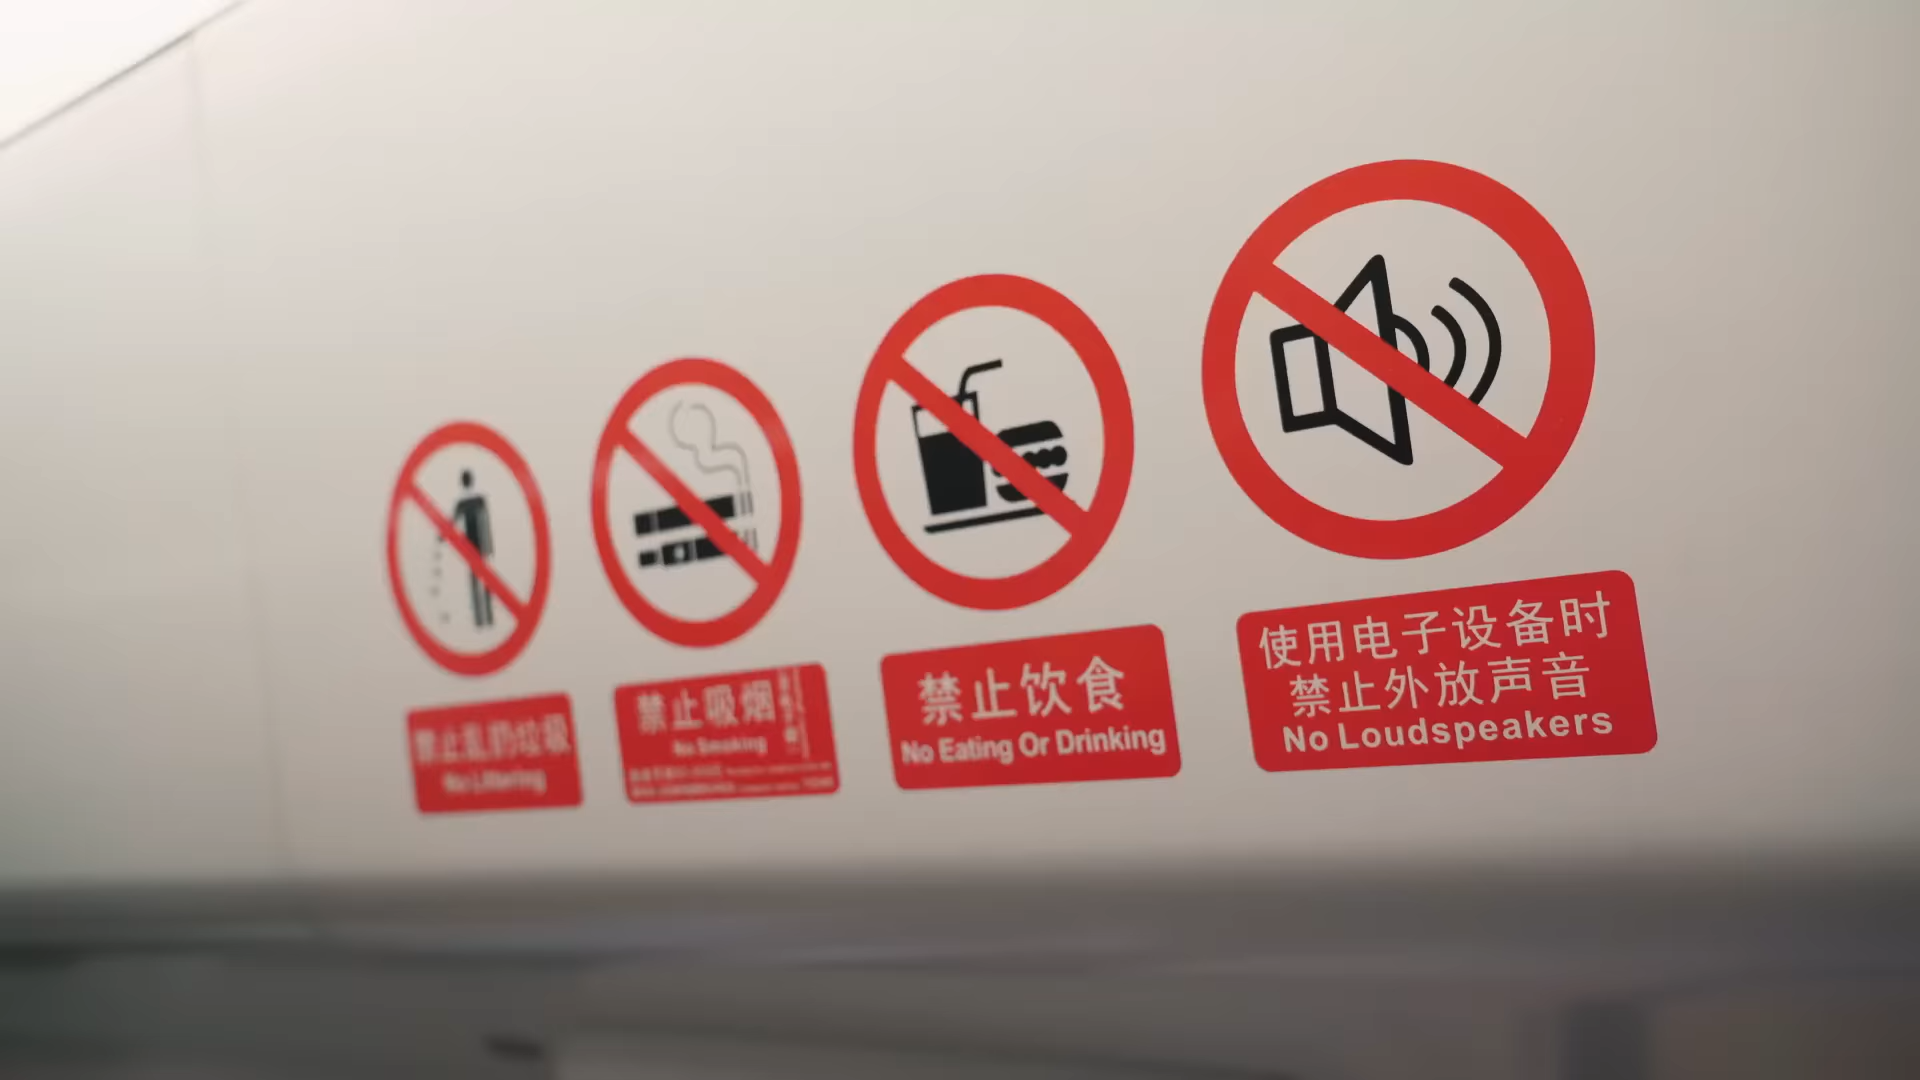 禁止乱扔垃圾
No Littering
禁止吸烟
No Smoking
禁止饮食
No Eating Or Drinking
使用电子设备时
禁止外放声音
No Loudspeakers